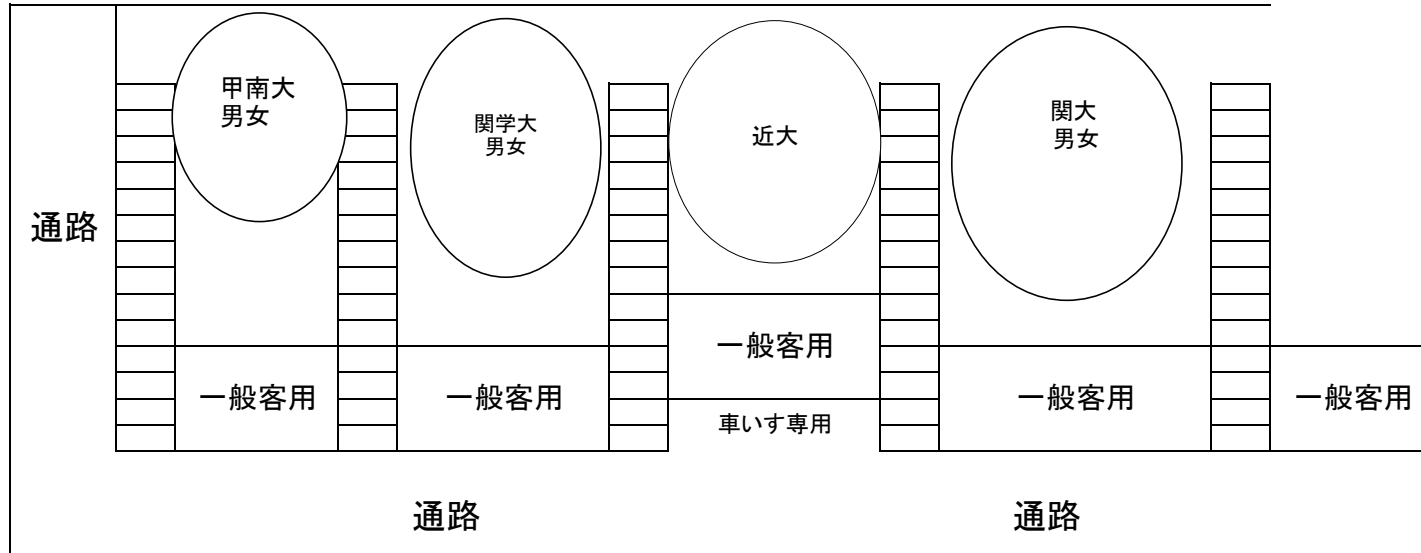 甲南大
男女
関学大
男女
近大
関大
男女
通路
一般客用
一般客用
一般客用
車いす専用
一般客用
一般客用
通路
通路